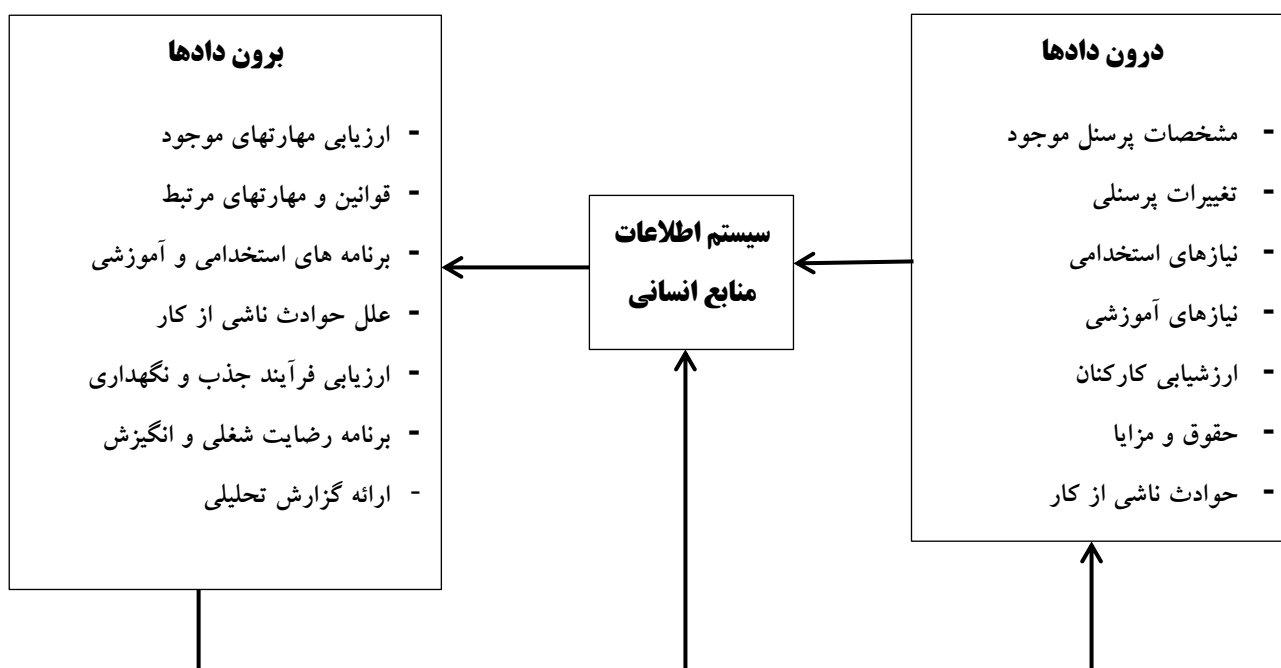 درون دادها
- مشخصات پرسنل موجود
- تغییرات پرسنلی
- نیازهای استخدامی
- نیازهای آموزشی
- ارزشیابی کارکنان
- حقوق و مزایا
- حوادث ناشی از کار
سیستم اطلاعات
منابع انسانی
برون دادها
- ارزیابی مهارتهای موجود
- قوانین و مهارتهای مرتبط
- برنامه های استخدامی و آموزشی
- علل حوادث ناشی از کار
- ارزیابی فرآیند جذب و نگهداری
- برنامه رضایت شغلی و انگیزش
- ارائه گزارش تحلیلی